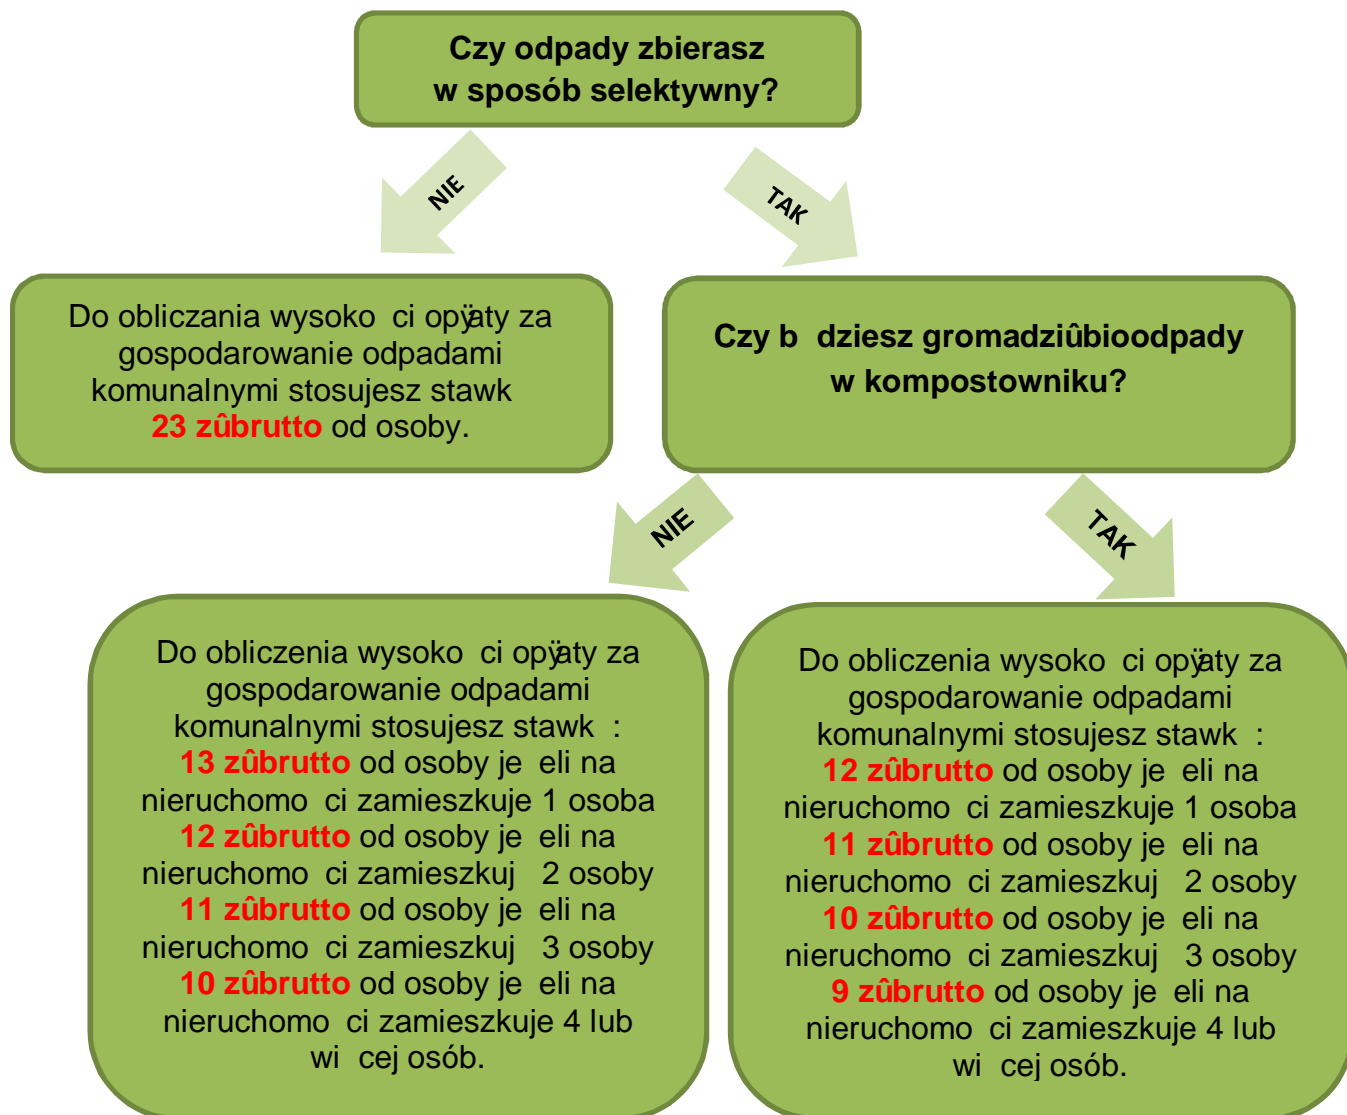 Czy odpady zbierasz
w sposób selektywny?
NIE
TAK
Do obliczania wysoko ci opÿaty za
gospodarowanie odpadami
komunalnymi stosujesz stawk
23 zûbrutto od osoby.
Czy b dziesz gromadziûbioodpady
w kompostowniku?
NIE
TAK
Do obliczenia wysoko ci opÿaty za
gospodarowanie odpadami
komunalnymi stosujesz stawk :
13 zûbrutto od osoby je eli na
nieruchomo ci zamieszkuje 1 osoba
12 zûbrutto od osoby je eli na
nieruchomo ci zamieszkuj 2 osoby
11 zûbrutto od osoby je eli na
nieruchomo ci zamieszkuj 3 osoby
10 zûbrutto od osoby je eli na
nieruchomo ci zamieszkuje 4 lub
wi cej osób.
Do obliczenia wysoko ci opÿaty za
gospodarowanie odpadami
komunalnymi stosujesz stawk :
12 zûbrutto od osoby je eli na
nieruchomo ci zamieszkuje 1 osoba
11 zûbrutto od osoby je eli na
nieruchomo ci zamieszkuj 2 osoby
10 zûbrutto od osoby je eli na
nieruchomo ci zamieszkuj 3 osoby
9 zûbrutto od osoby je eli na
nieruchomo ci zamieszkuje 4 lub
wi cej osób.